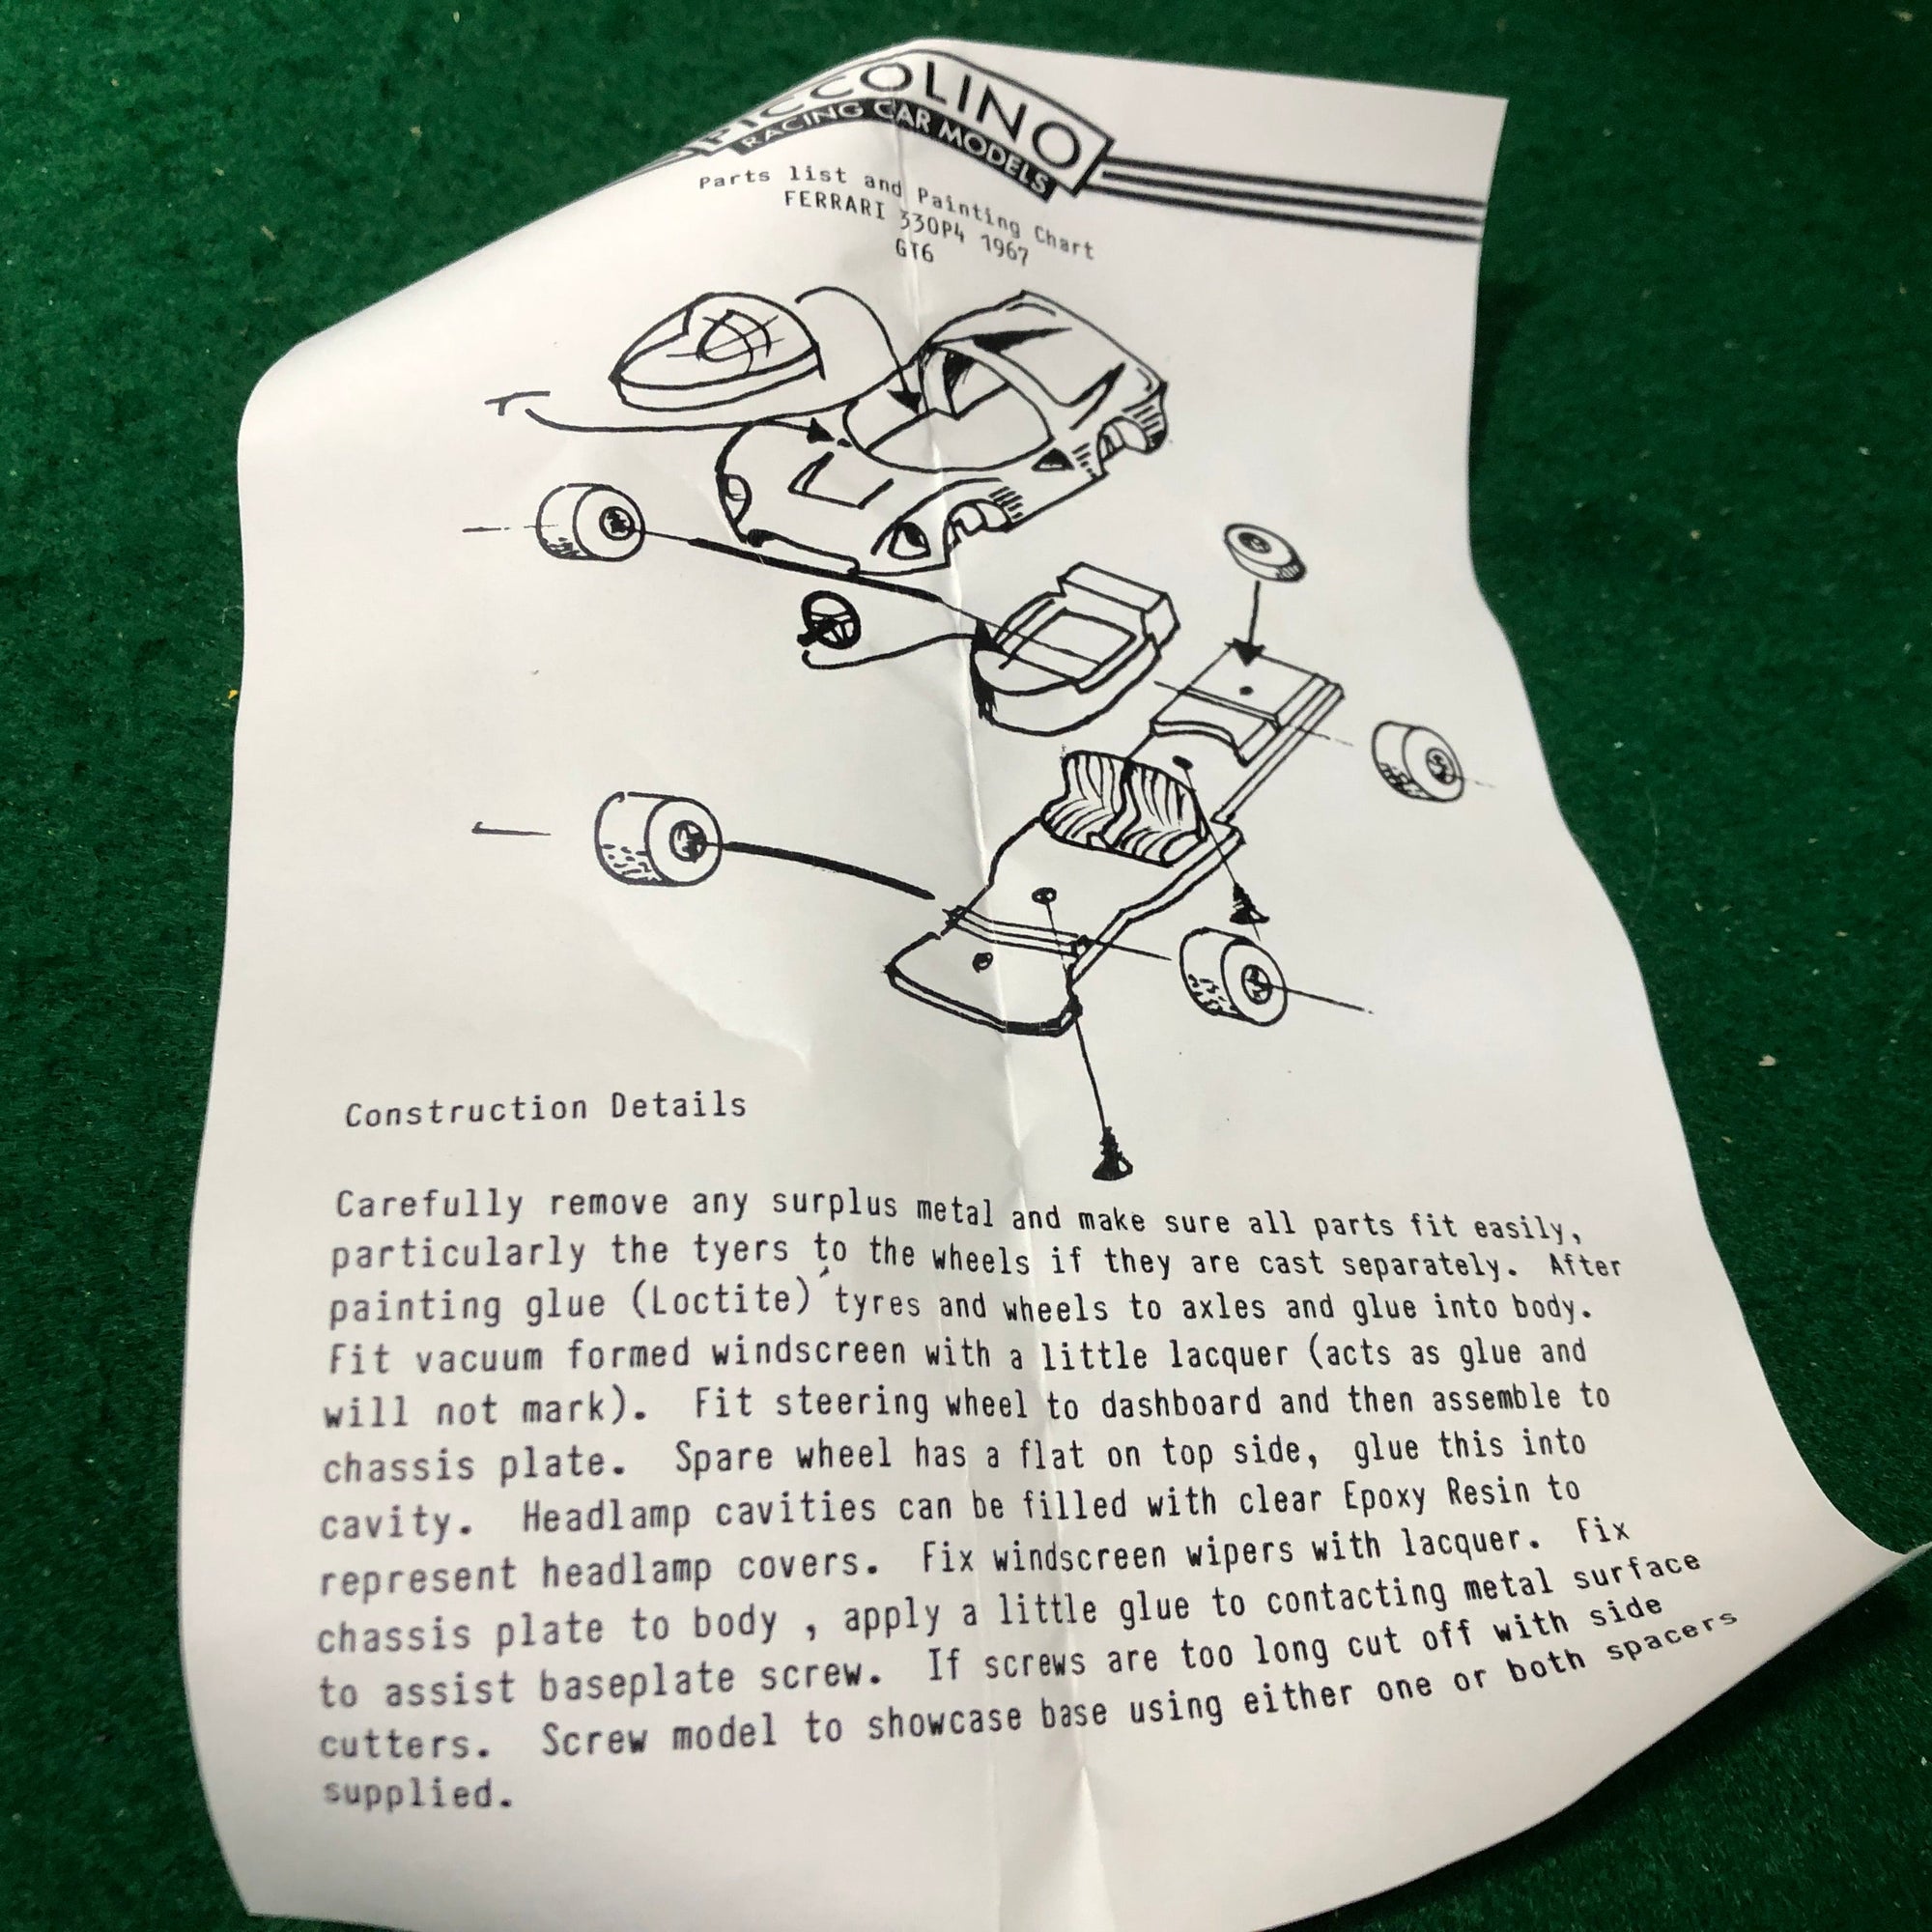 PICCOLINO
RACING CAR MODELS
Parts list and Painting Chart
FERRARI 330P4 1967
GT6
Construction Details
Carefully remove any surplus metal and make sure all parts fit easily,
particularly the tyers to the wheels if they are cast separately. After
painting glue (Loctite) tyres and wheels to axles and glue into body.
Fit vacuum formed windscreen with a little lacquer (acts as glue and
will not mark). Fit steering wheel to dashboard and then assemble to
chassis plate. Spare wheel has a flat on top side, glue this into
cavity. Headlamp cavities can be filled with clear Epoxy Resin to
represent headlamp covers. Fix windscreen wipers with lacquer. Fix
chassis plate to body , apply a little glue to contacting metal surface
to assist baseplate screw. If screws are too long cut off with side
cutters. Screw model to showcase base using either one or both spacers
supplied.